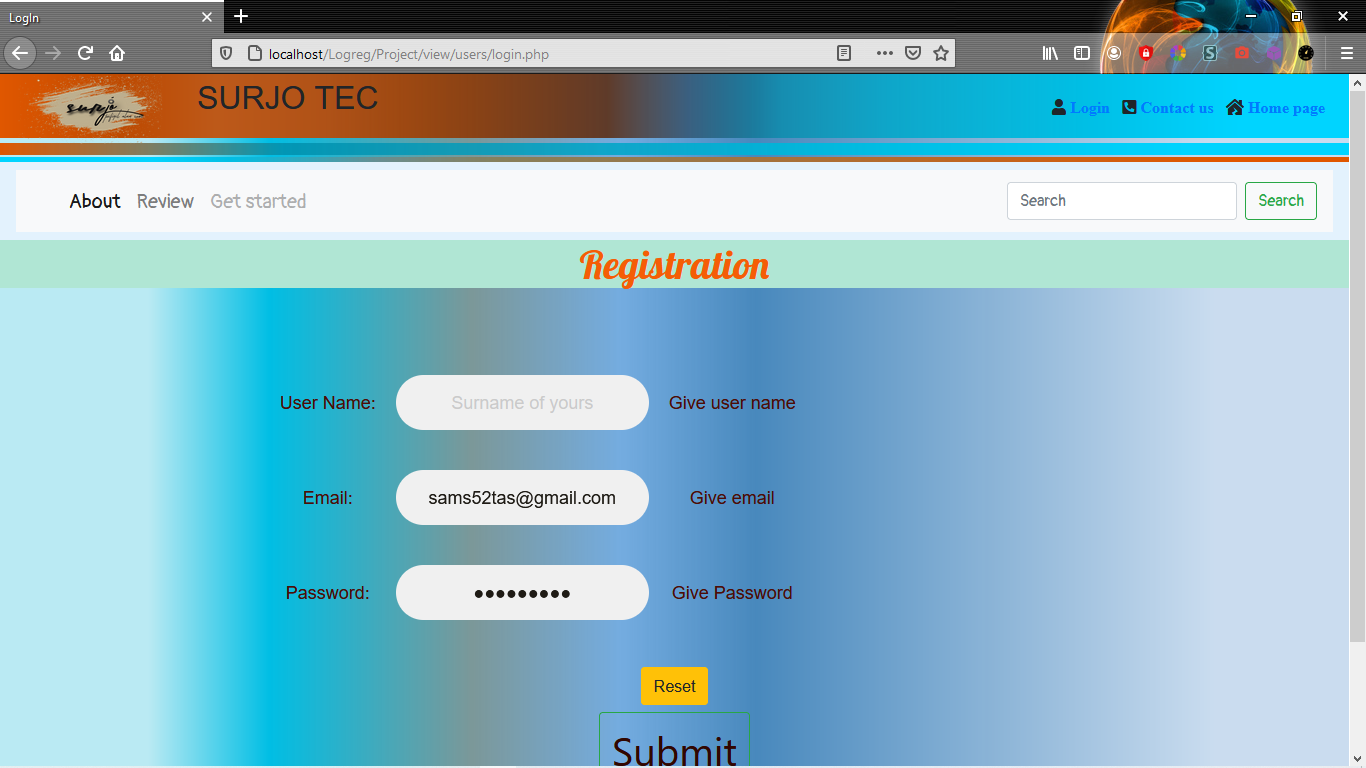 LogIn
localhost/Logreg/Project/view/users/login.php
surjo
SURJO TEC
Login Contact us Home page
About Review Get started
Search Search
Registration
User Name: Surname of yours Give user name
Email: sams52tas@gmail.com Give email
Password: ●●●●●●●●● Give Password
Reset
Submit